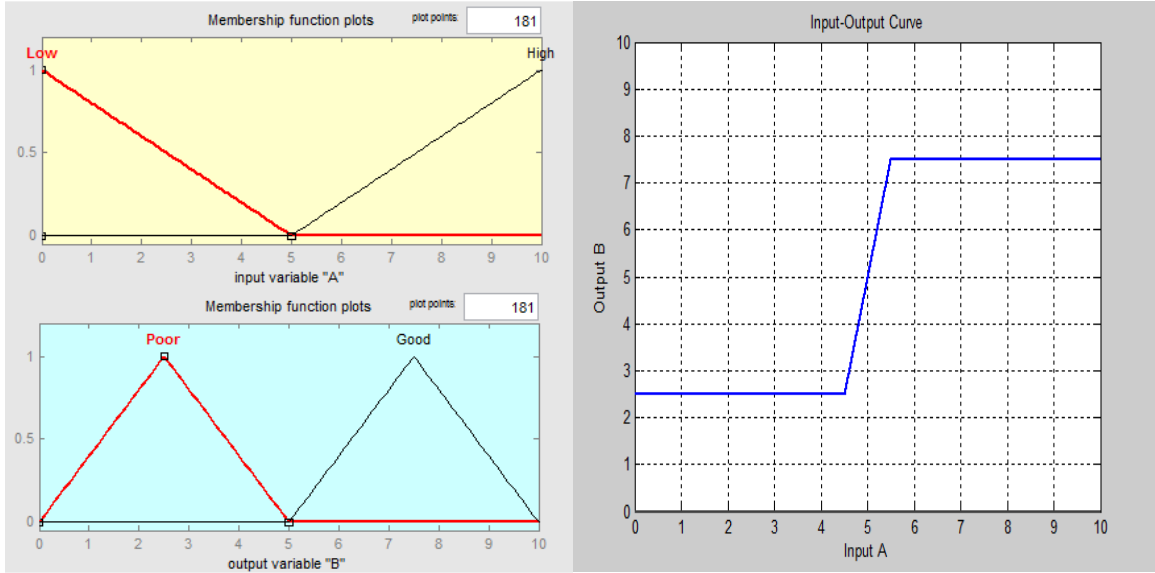 Membership function plots plot points: 181
Low High
1
0.5
0
0 1 2 3 4 5 6 7 8 9 10
input variable "A"
Membership function plots plot points: 181
Poor Good
1
0.5
0
0 1 2 3 4 5 6 7 8 9 10
output variable "B"
Input-Output Curve
10
9
8
7
6
5
4
3
2
1
0
Output B
0 1 2 3 4 5 6 7 8 9 10
Input A